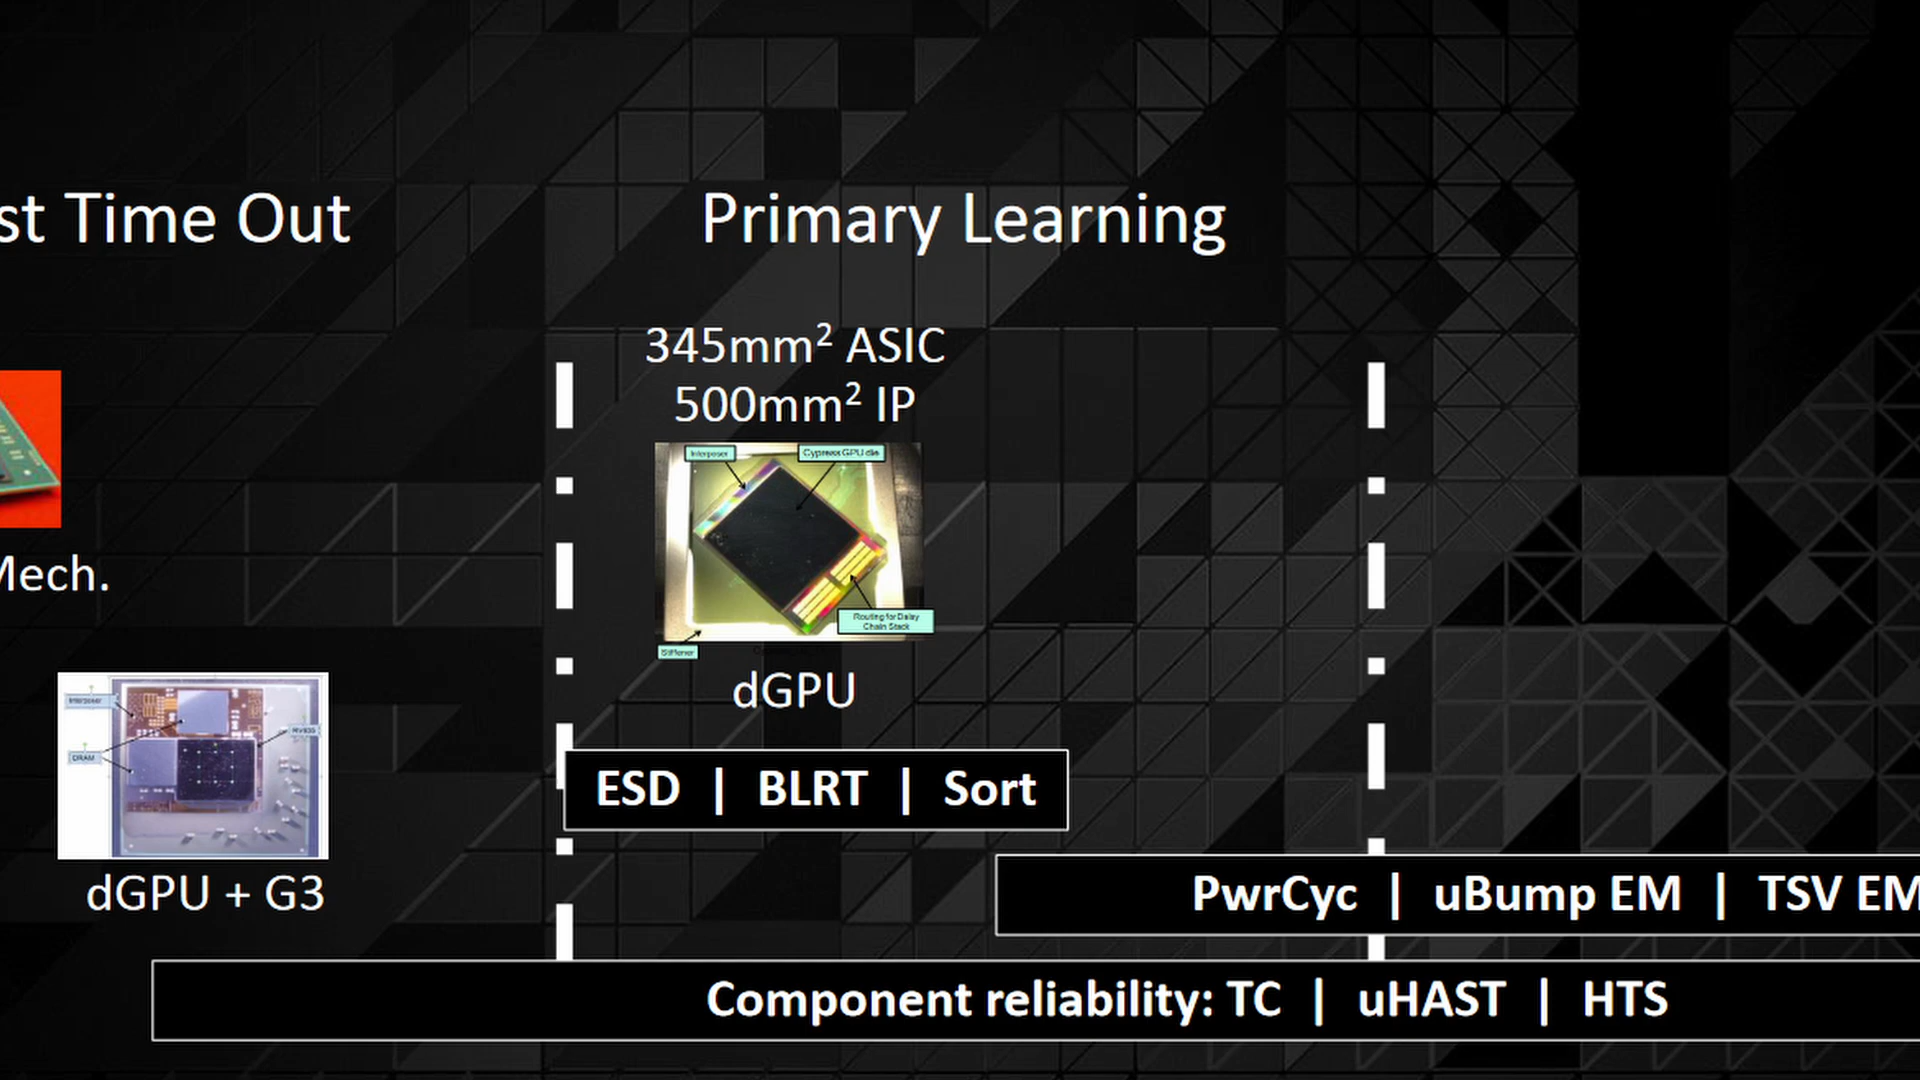 st Time Out
Primary Learning
345mm² ASIC
500mm² IP
Interposer
Cypress GPU die
Routing for Daisy
Chain Stack
Stiffener
dGPU
Mech.
Interposer
DRAM
dGPU + G3
ESD | BLRT | Sort
PwrCyc | uBump EM | TSV EM
Component reliability: TC | uHAST | HTS